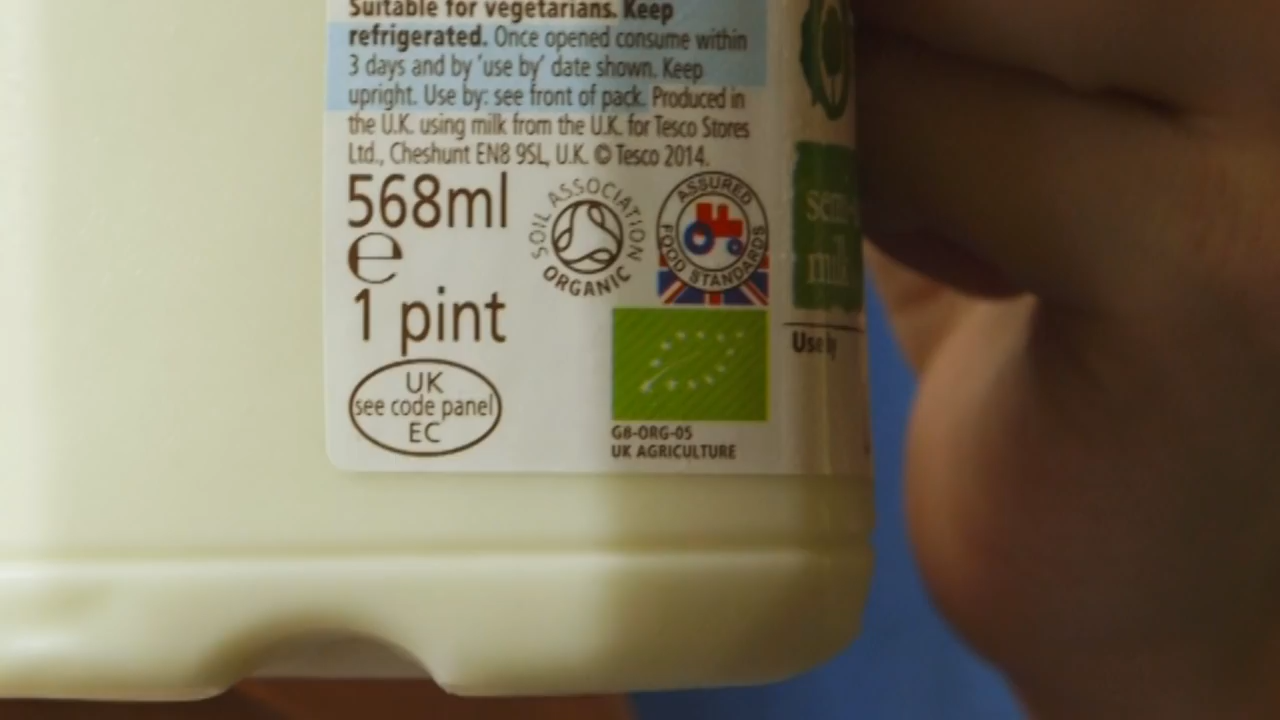 Suitable for vegetarians. Keep
refrigerated. Once opened consume within
3 days and by 'use by' date shown. Keep
upright. Use by: see front of pack. Produced in
the U.K. using milk from the U.K. for Tesco Stores
Ltd., Cheshunt EN8 9SL, U.K. © Tesco 2014.
568ml
e
1 pint
UK
see code panel
EC
SOIL ASSOCIATION
ORGANIC
ASSURED
FOOD STANDARDS
GB-ORG-05
UK AGRICULTURE
semi-
milk
Use by